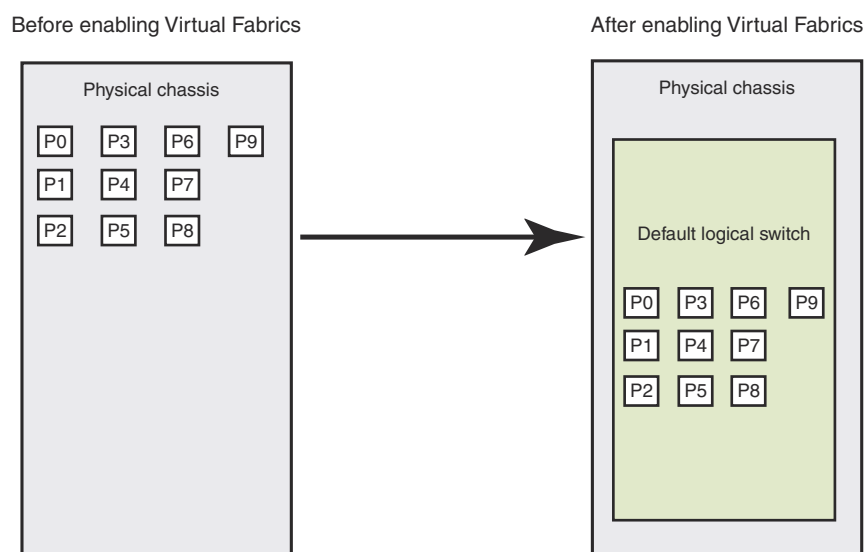 Before enabling Virtual Fabrics
After enabling Virtual Fabrics
Physical chassis
P0 P3 P6 P9
P1 P4 P7
P2 P5 P8
Physical chassis
Default logical switch
P0 P3 P6 P9
P1 P4 P7
P2 P5 P8